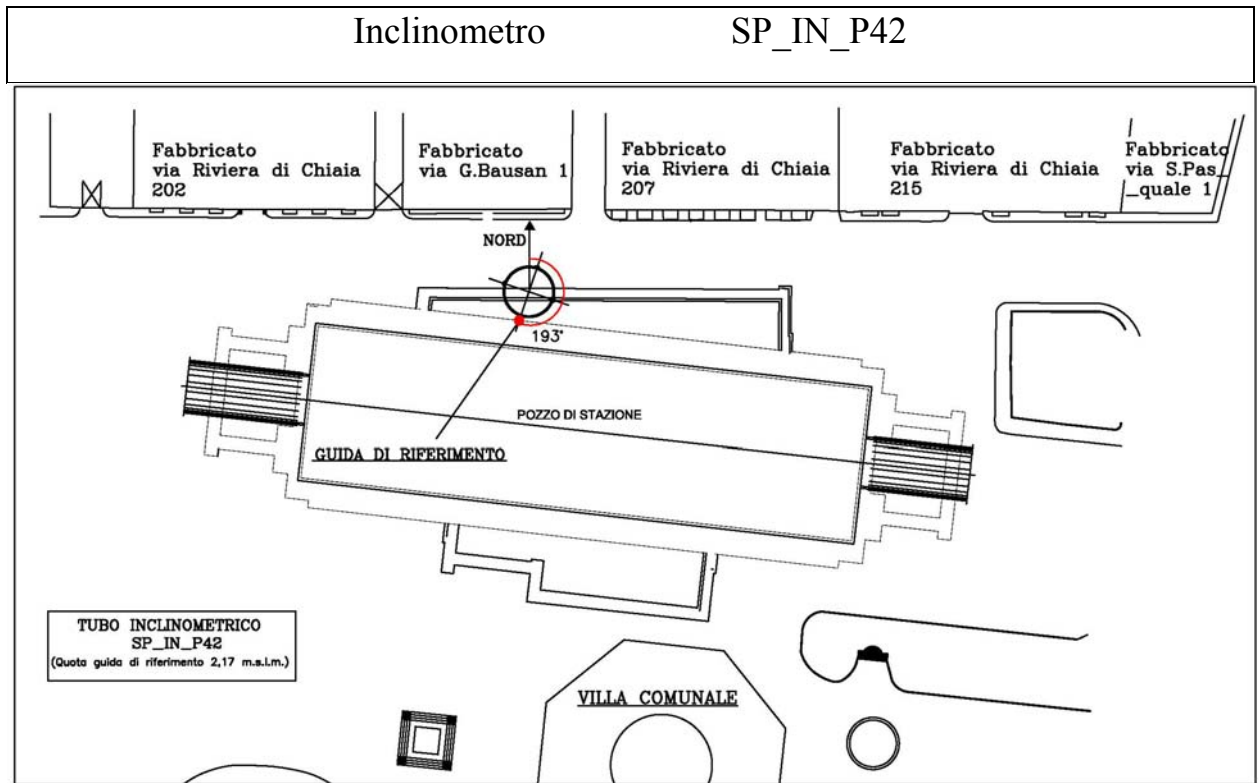 Inclinometro SP_IN_P42
Fabbricato
via Riviera di Chiaia
202
Fabbricato
via G.Bausan 1
Fabbricato
via Riviera di Chiaia
207
Fabbricato
via Riviera di Chiaia
215
Fabbricato
via S.Pas_
_quale 1
NORD
193°
POZZO DI STAZIONE
GUIDA DI RIFERIMENTO
TUBO INCLINOMETRICO
SP_IN_P42
(Quota guida di riferimento 2,17 m.s.l.m.)
VILLA COMUNALE